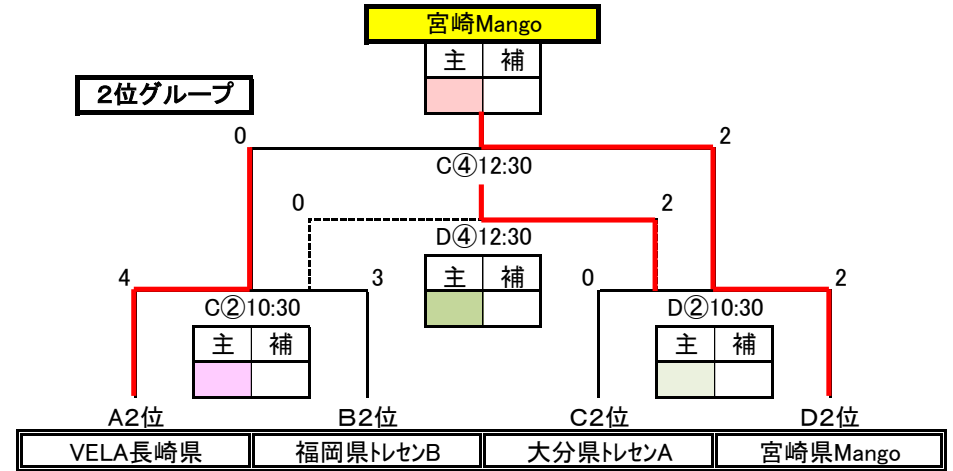 宮崎Mango
主 補
2位グループ
0 2
C④12:30
0 2
D④12:30
4 3 主 補 0 2
C②10:30 D②10:30
主 補 主 補
A2位 B2位 C2位 D2位
VELA長崎県 福岡県トレセンB 大分県トレセンA 宮崎県Mango